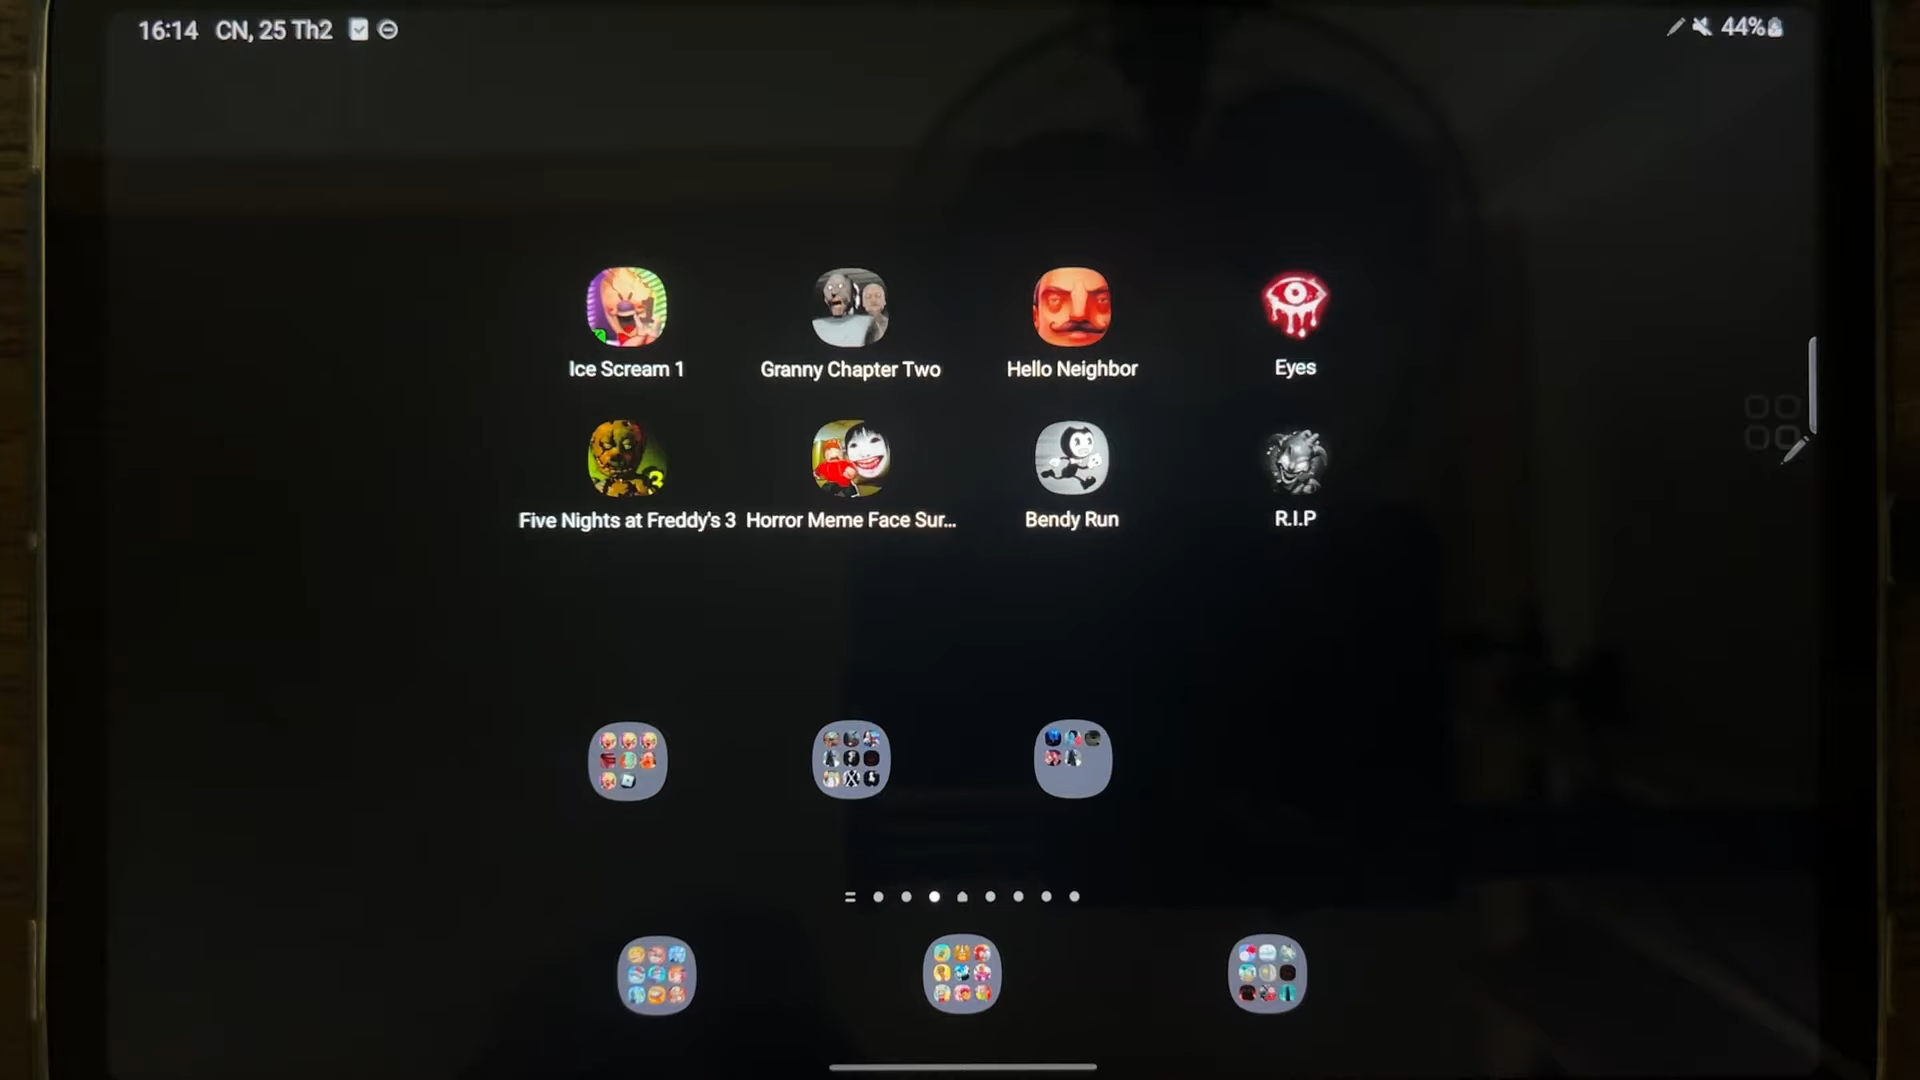 16:14 CN, 25 Th2
44%
Ice Scream 1
Granny Chapter Two
Hello Neighbor
Eyes
Five Nights at Freddy's 3
Horror Meme Face Sur...
Bendy Run
R.I.P
3